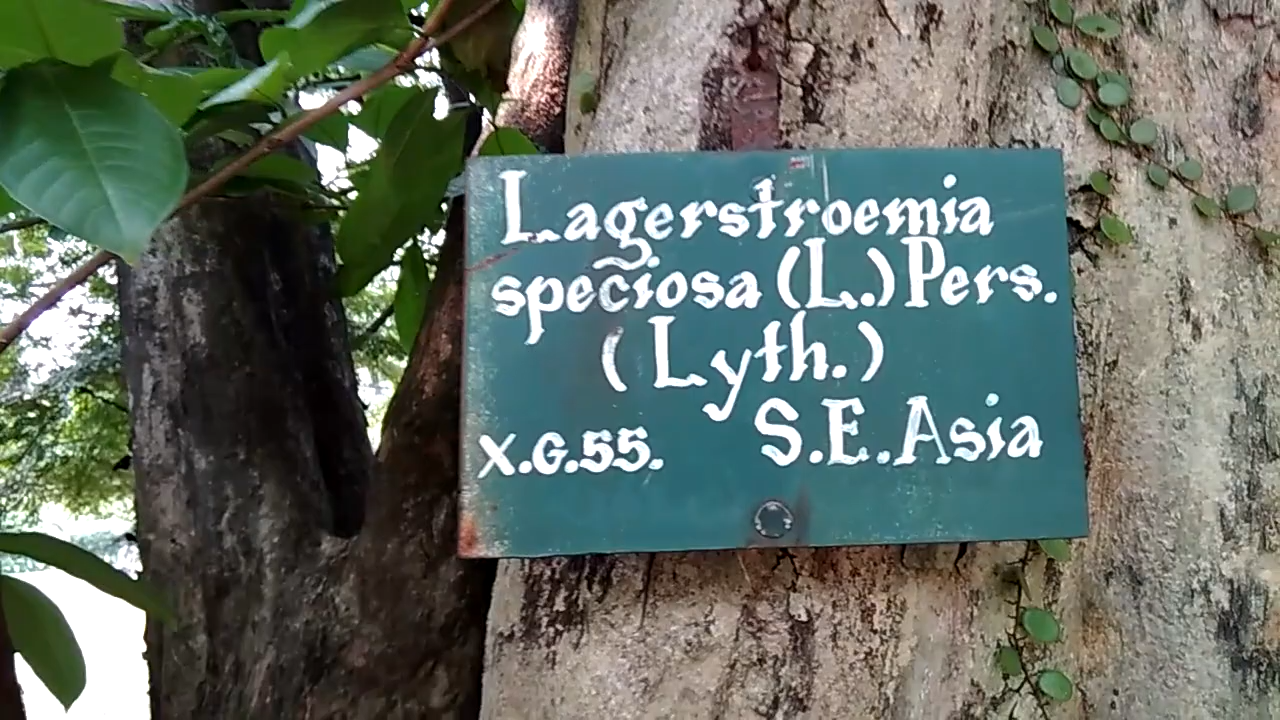 Lagerstroemia
speciosa (L.) Pers.
(Lyth.)
X.G.55. S.E. Asia